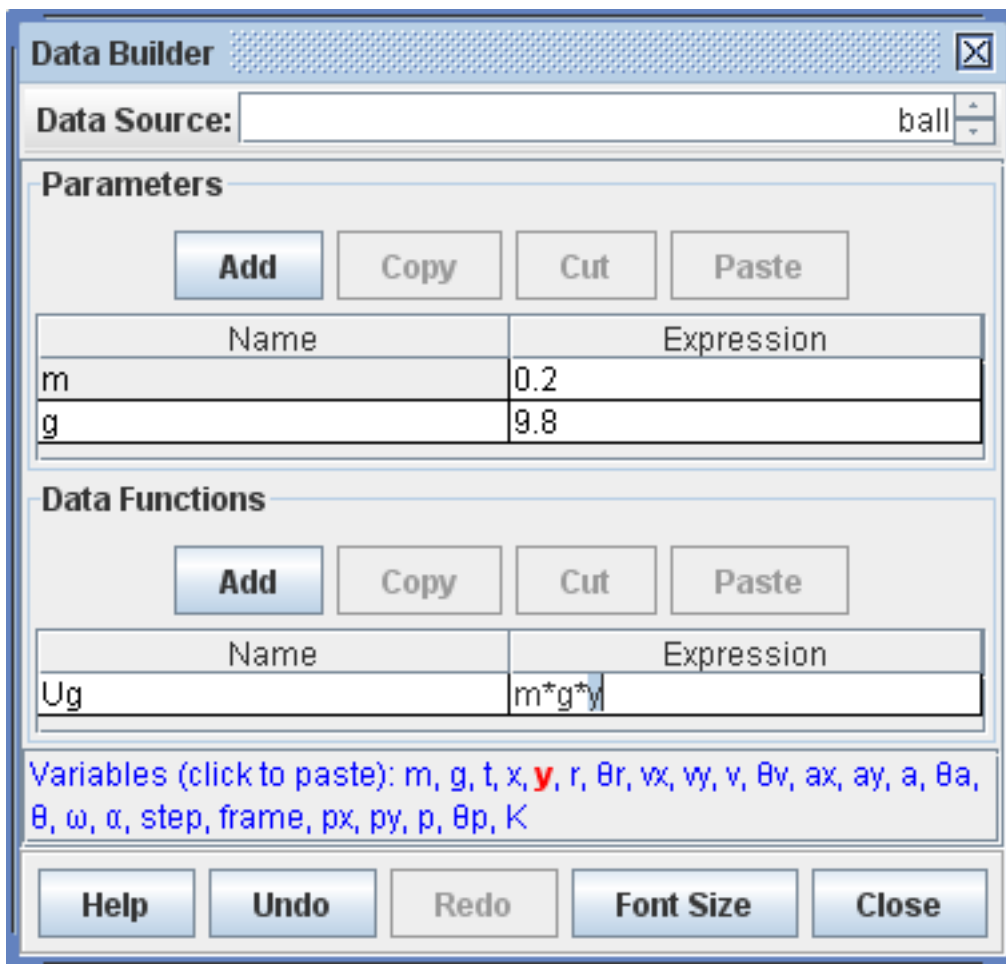 Data Builder
Data Source: ball
Parameters
Add Copy Cut Paste
Name Expression
m 0.2
g 9.8
Data Functions
Add Copy Cut Paste
Name Expression
Ug m*g*y
Variables (click to paste): m, g, t, x, y, r, θr, vx, vy, v, θv, ax, ay, a, θa,
θ, ω, α, step, frame, px, py, p, θp, K
Help Undo Redo Font Size Close